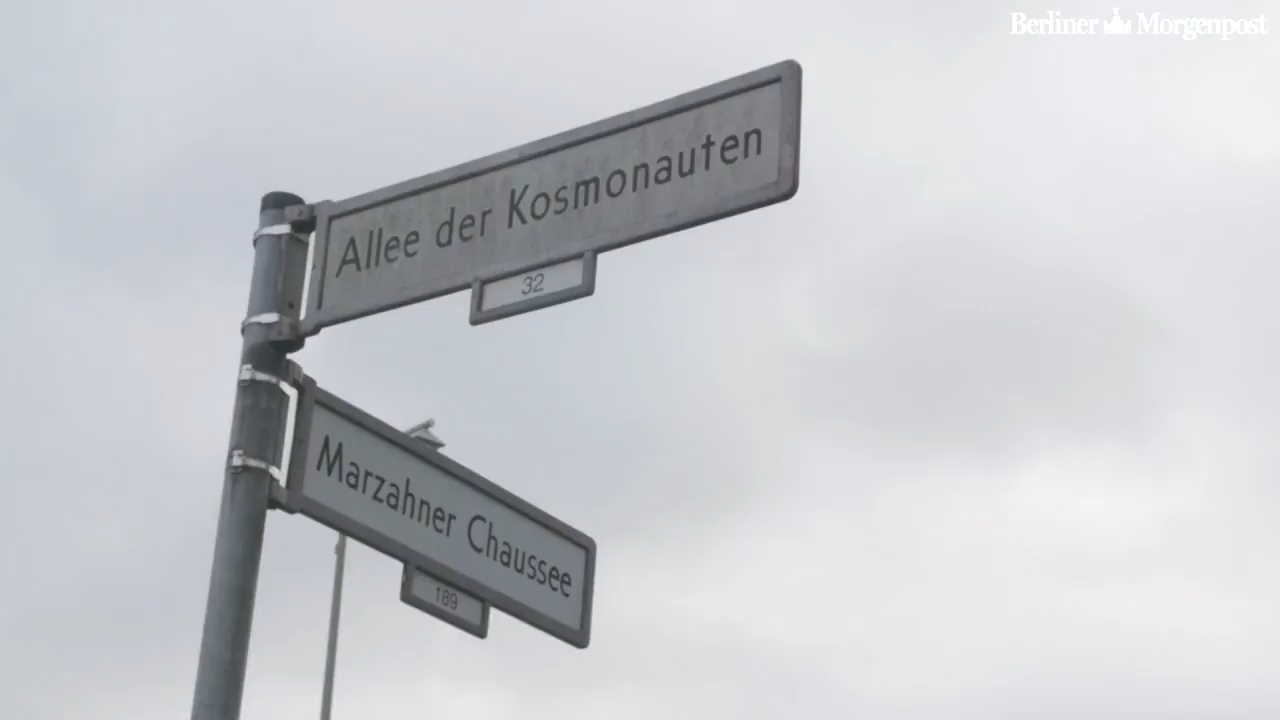 Berliner Morgenpost
Allee der Kosmonauten
32
Marzahner Chaussee
189